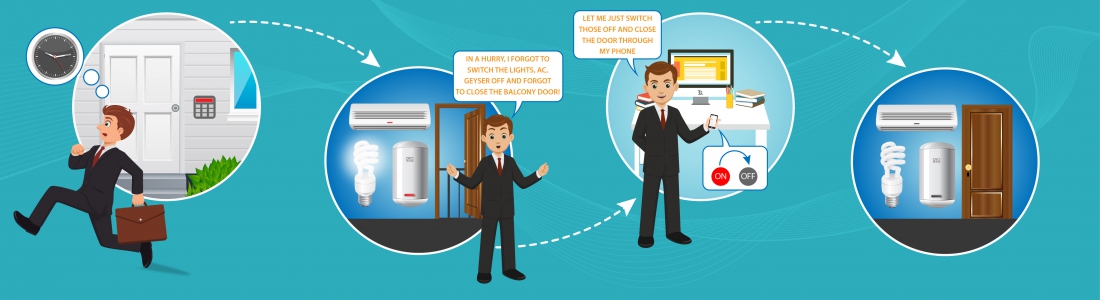 IN A HURRY, I FORGOT TO
SWITCH THE LIGHTS, AC,
GEYSER OFF AND FORGOT
TO CLOSE THE BALCONY DOOR!
LET ME JUST SWITCH
THOSE OFF AND CLOSE
THE DOOR THROUGH
MY PHONE
ON
OFF